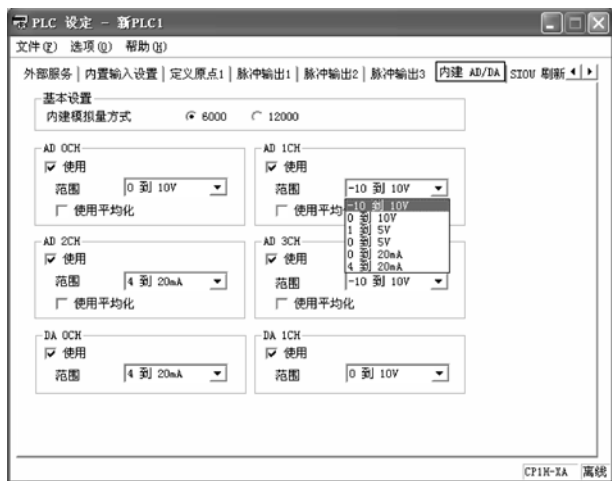 PLC 设定 - 新PLC1
文件(F) 选项(O) 帮助(H)
外部服务 内置输入设置 定义原点1 脉冲输出1 脉冲输出2 脉冲输出3 内建 AD/DA SIOU 刷新
基本设置
内建模拟量方式 6000 12000
AD 0CH
使用
范围 0 到 10V
使用平均化
AD 1CH
使用
范围 -10 到 10V
使用平均
-10 到 10V
0 到 10V
1 到 5V
0 到 5V
0 到 20mA
4 到 20mA
AD 2CH
使用
范围 4 到 20mA
使用平均化
AD 3CH
使用
范围 -10 到 10V
使用平均化
DA 0CH
使用
范围 4 到 20mA
DA 1CH
使用
范围 0 到 10V
CP1H-XA 离线